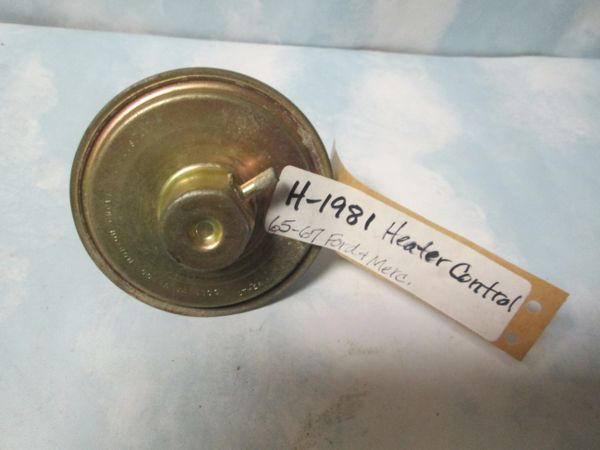 H-1981 Heater Control
65-67 Ford & Merc.